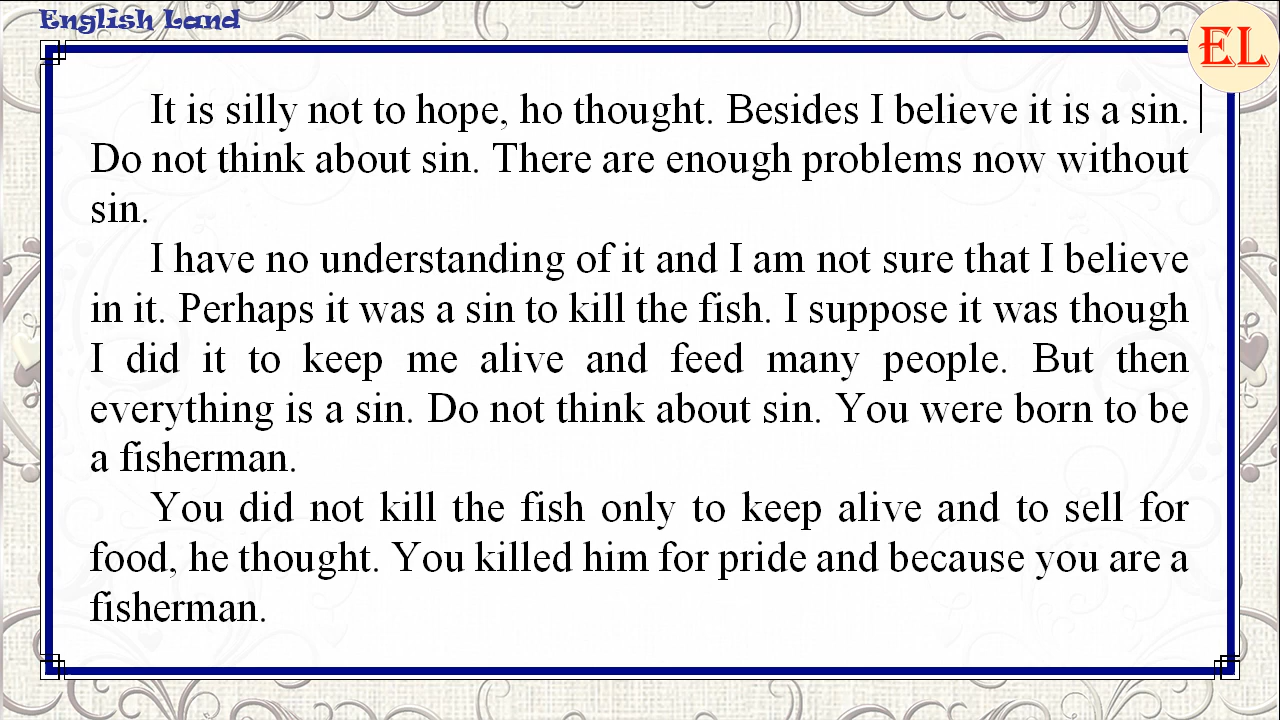 English Land
EL
It is silly not to hope, ho thought. Besides I believe it is a sin.
Do not think about sin. There are enough problems now without
sin.
I have no understanding of it and I am not sure that I believe
in it. Perhaps it was a sin to kill the fish. I suppose it was though
I did it to keep me alive and feed many people. But then
everything is a sin. Do not think about sin. You were born to be
a fisherman.
You did not kill the fish only to keep alive and to sell for
food, he thought. You killed him for pride and because you are a
fisherman.